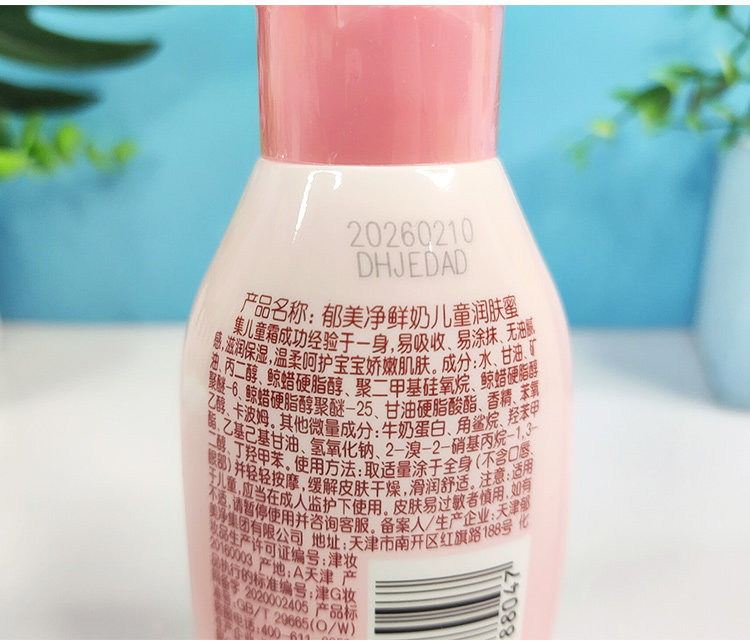 20260210
DHJEDAD
产品名称：郁美净鲜奶儿童润肤蜜
集儿童霜成功经验于一身，易吸收、易涂抹、无油腻
感，滋润保湿，温柔呵护宝宝娇嫩肌肤。成分：水、甘油、矿
油、丙二醇、鲸蜡硬脂醇、聚二甲基硅氧烷、鲸蜡硬脂醇
聚醚-6、鲸蜡硬脂醇聚醚-25、甘油硬脂酸酯、香精、苯氧
乙醇、卡波姆。其他微量成分：牛奶蛋白、角鲨烷、羟苯甲
酯、乙基己基甘油、氢氧化钠、2-溴-2-硝基丙烷-1,3-
二醇、丁羟甲苯。使用方法：取适量涂于全身（不含口唇、
眼部）并轻轻按摩，缓解皮肤干燥，滑润舒适。注意：适用
于儿童，应当在成人监护下使用。皮肤易过敏者慎用，如有
不适，请暂停使用并咨询客服。备案人/生产企业：天津郁
美净集团有限公司 地址：天津市南开区红旗路188号 化
妆品生产许可证编号：津妆
20160003 产地：A天津 产
品执行的标准编号：津G妆
2020002405 产品标
GB/T 29665(O/W)
电话：400-611
88047